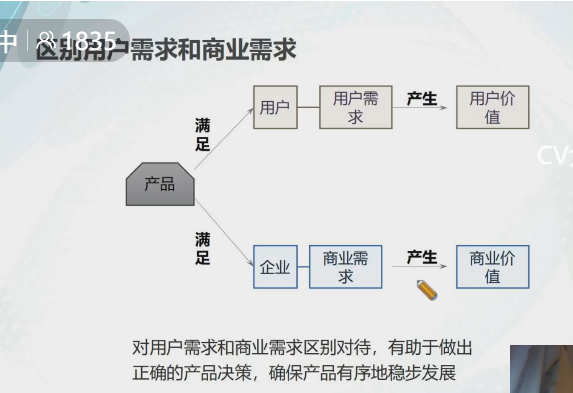 中 1835
区别用户需求和商业需求
用户
用户需
求
产生
用户价
值
满
足
产品
满
足
企业
商业需
求
产生
商业价
值
CV
对用户需求和商业需求区别对待，有助于做出
正确的产品决策，确保产品有序地稳步发展